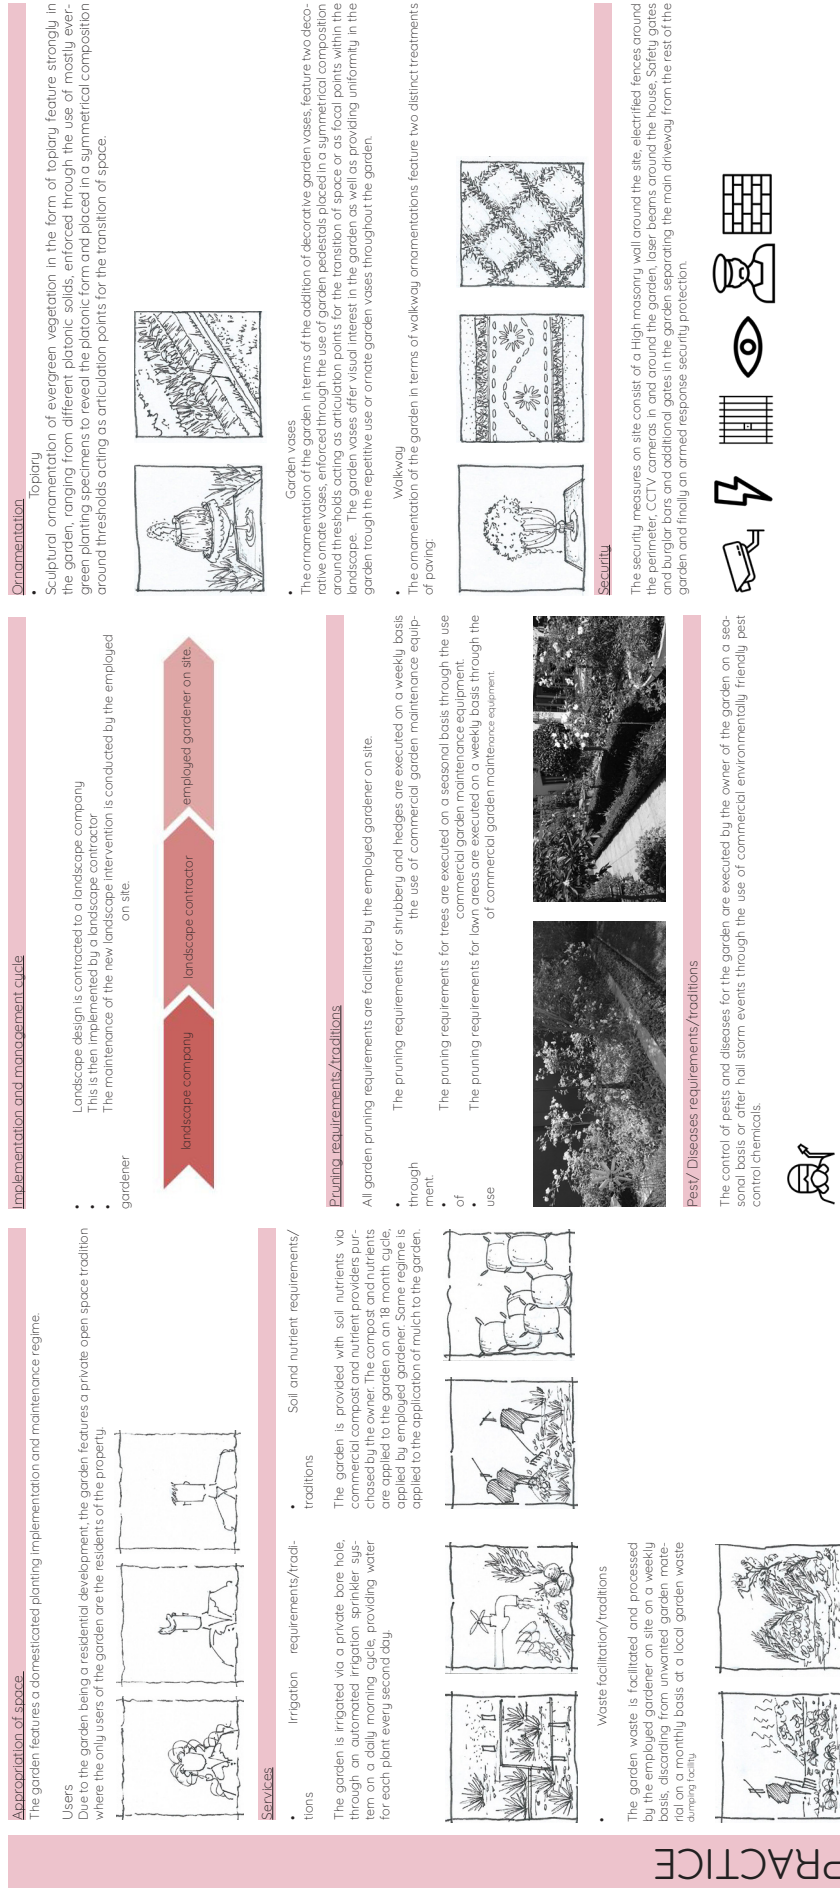 PRACTICE
Appropriation of space
The garden features a domesticated planting implementation and maintenance regime.
Users
Due to the garden being a residential development, the garden features a private open space tradition
where the only users of the garden are the residents of the property.
Services
• Irrigation requirements/tradi-
tions
The garden is irrigated via a private bore hole,
through an automated irrigation sprinkler sys-
tem on a daily morning cycle, providing water
for each plant every second day.
• Soil and nutrient requirements/
traditions
The garden is provided with soil nutrients via
commercial compost and nutrient providers pur-
chased by the owner. The compost and nutrients
are applied to the garden on an 18 month cycle,
applied by employed gardener. Same regime is
applied to the application of mulch to the garden.
• Waste facilitation/traditions
The garden waste is facilitated and processed
by the employed gardener on site on a weekly
basis, discarding from unwanted garden mate-
rial on a monthly basis at a local garden waste
dumping facility.
Implementation and management cycle
• Landscape design is contracted to a landscape company
• This is then implemented by a landscape contractor
• The maintenance of the new landscape intervention is conducted by the employed
gardener on site.
landscape company
landscape contractor
employed gardener on site.
Pruning requirements/traditions
All garden pruning requirements are facilitated by the employed gardener on site.
• The pruning requirements for shrubbery and hedges are executed on a weekly basis
through the use of commercial garden maintenance equip-
ment.
• The pruning requirements for trees are executed on a seasonal basis through the use
of commercial garden maintenance equipment.
• The pruning requirements for lawn areas are executed on a weekly basis through the
use of commercial garden maintenance equipment.
Pest/ Diseases requirements/traditions
The control of pests and diseases for the garden are executed by the owner of the garden on a sea-
sonal basis or after hail storm events through the use of commercial environmentally friendly pest
control chemicals.
Ornamentation
• Topiary
Sculptural ornamentation of evergreen vegetation in the form of topiary feature strongly in
the garden, ranging from different platonic solids, enforced through the use of mostly ever-
green planting specimens to reveal the platonic form and placed in a symmetrical composition
around thresholds acting as articulation points for the transition of space.
• Garden vases
The ornamentation of the garden in terms of the addition of decorative garden vases, feature two deco-
rative ornate vases, enforced through the use of garden pedestals placed in a symmetrical composition
around thresholds acting as articulation points for the transition of space or as focal points within the
landscape. The garden vases offer visual interest in the garden as well as providing uniformity in the
garden trough the repetitive use or ornate garden vases throughout the garden.
• Walkway
The ornamentation of the garden in terms of walkway ornamentations feature two distinct treatments
of paving:
Security
The security measures on site consist of a High masonry wall around the site, electrified fences around
the perimeter, CCTV cameras in and around the garden, laser beams around the house, Safety gates
and burglar bars and additional gates in the garden separating the main driveway from the rest of the
garden and finally an armed response security protection.